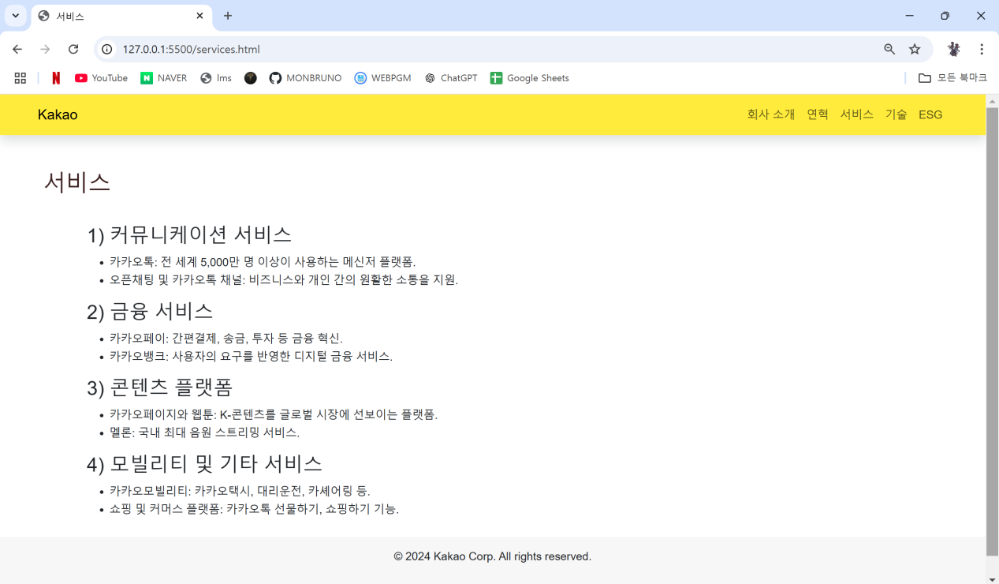 서비스
127.0.0.1:5500/services.html
YouTube NAVER lms MONBRUNO WEBPGM ChatGPT Google Sheets 모든 북마크
Kakao 회사 소개 연혁 서비스 기술 ESG
서비스
1) 커뮤니케이션 서비스
• 카카오톡: 전 세계 5,000만 명 이상이 사용하는 메신저 플랫폼.
• 오픈채팅 및 카카오톡 채널: 비즈니스와 개인 간의 원활한 소통을 지원.
2) 금융 서비스
• 카카오페이: 간편결제, 송금, 투자 등 금융 혁신.
• 카카오뱅크: 사용자의 요구를 반영한 디지털 금융 서비스.
3) 콘텐츠 플랫폼
• 카카오페이지와 웹툰: K-콘텐츠를 글로벌 시장에 선보이는 플랫폼.
• 멜론: 국내 최대 음원 스트리밍 서비스.
4) 모빌리티 및 기타 서비스
• 카카오모빌리티: 카카오택시, 대리운전, 카셰어링 등.
• 쇼핑 및 커머스 플랫폼: 카카오톡 선물하기, 쇼핑하기 기능.
© 2024 Kakao Corp. All rights reserved.